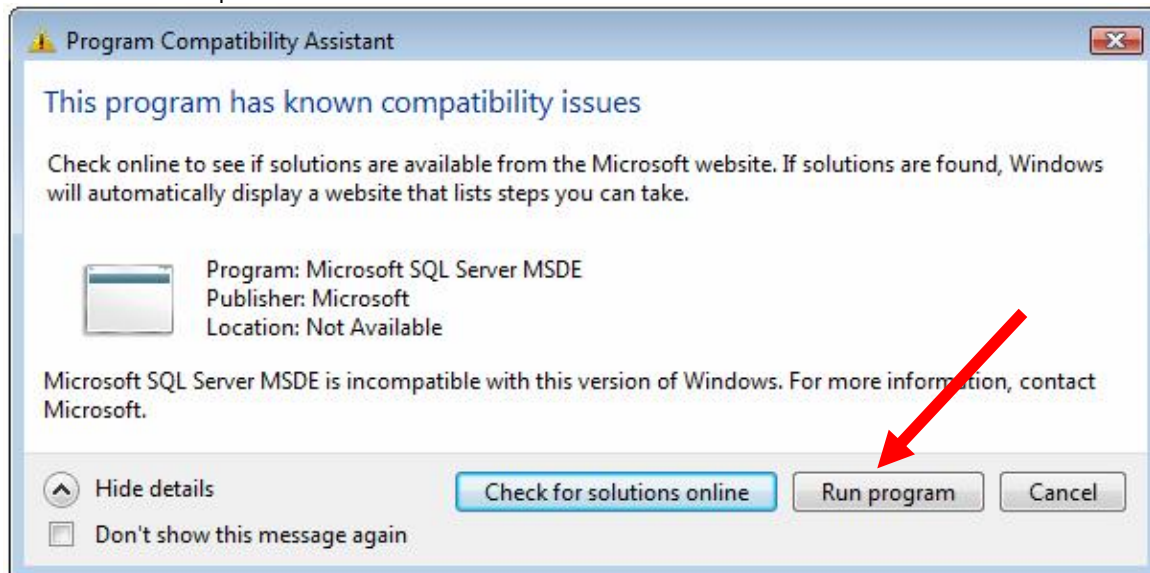 Program Compatibility Assistant
This program has known compatibility issues
Check online to see if solutions are available from the Microsoft website. If solutions are found, Windows
will automatically display a website that lists steps you can take.
Program: Microsoft SQL Server MSDE
Publisher: Microsoft
Location: Not Available
Microsoft SQL Server MSDE is incompatible with this version of Windows. For more information, contact
Microsoft.
Hide details
Check for solutions online
Run program
Cancel
Don't show this message again